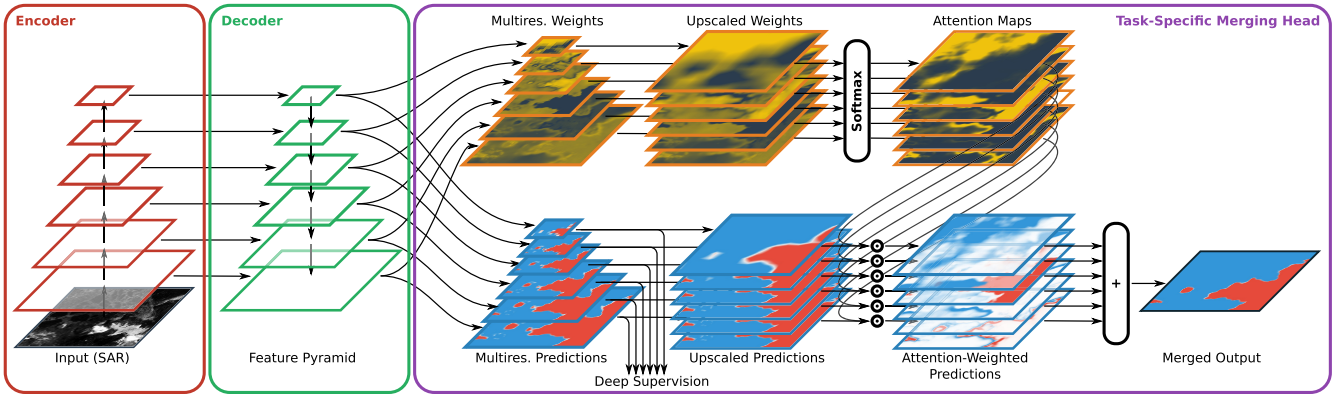 Encoder
Decoder
Task-Specific Merging Head
Multires. Weights
Upscaled Weights
Attention Maps
Softmax
Input (SAR)
Feature Pyramid
Multires. Predictions
Upscaled Predictions
Attention-Weighted
Predictions
Merged Output
Deep Supervision
+